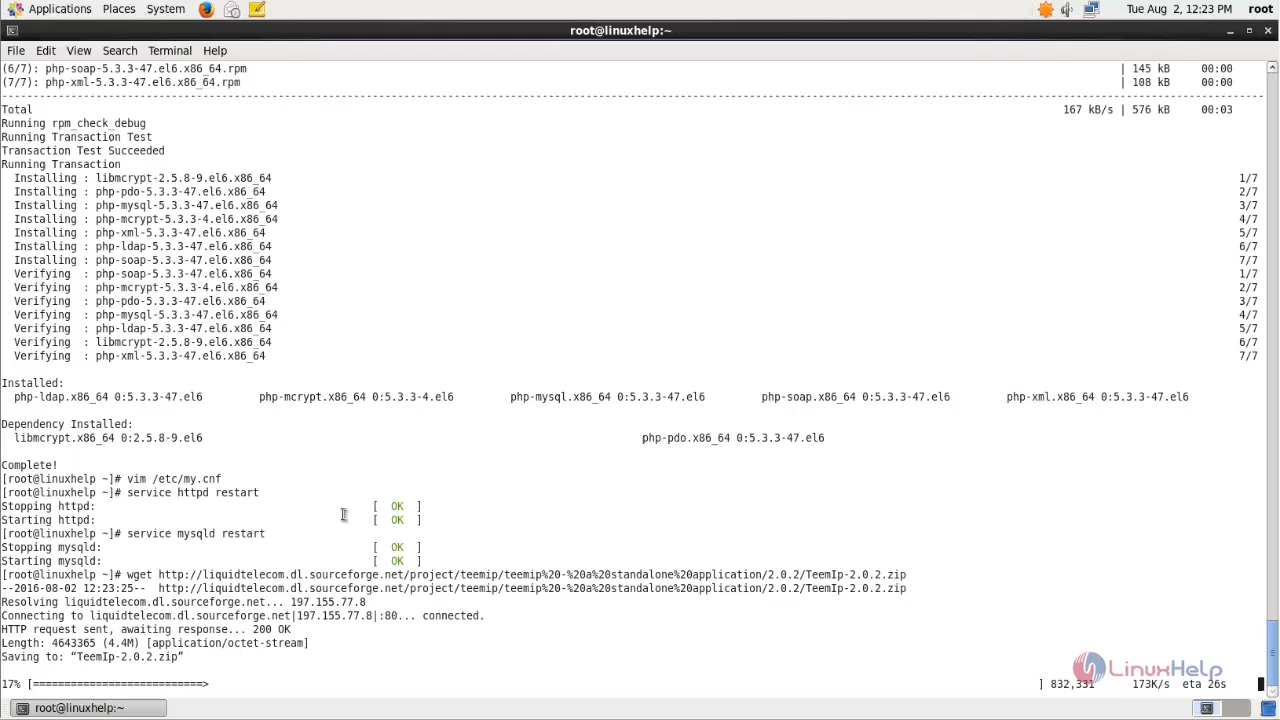 Applications Places System Tue Aug 2, 12:23 PM root
root@linuxhelp:~
File Edit View Search Terminal Help
(6/7): php-soap-5.3.3-47.el6.x86_64.rpm | 145 kB 00:00
(7/7): php-xml-5.3.3-47.el6.x86_64.rpm | 108 kB 00:00
--------------------------------------------------------------------------------
Total 167 kB/s | 576 kB 00:03
Running rpm_check_debug
Running Transaction Test
Transaction Test Succeeded
Running Transaction
Installing : libmcrypt-2.5.8-9.el6.x86_64 1/7
Installing : php-pdo-5.3.3-47.el6.x86_64 2/7
Installing : php-mysql-5.3.3-47.el6.x86_64 3/7
Installing : php-mcrypt-5.3.3-4.el6.x86_64 4/7
Installing : php-xml-5.3.3-47.el6.x86_64 5/7
Installing : php-ldap-5.3.3-47.el6.x86_64 6/7
Installing : php-soap-5.3.3-47.el6.x86_64 7/7
Verifying : php-soap-5.3.3-47.el6.x86_64 1/7
Verifying : php-mcrypt-5.3.3-4.el6.x86_64 2/7
Verifying : php-pdo-5.3.3-47.el6.x86_64 3/7
Verifying : php-mysql-5.3.3-47.el6.x86_64 4/7
Verifying : php-ldap-5.3.3-47.el6.x86_64 5/7
Verifying : libmcrypt-2.5.8-9.el6.x86_64 6/7
Verifying : php-xml-5.3.3-47.el6.x86_64 7/7
Installed:
php-ldap.x86_64 0:5.3.3-47.el6 php-mcrypt.x86_64 0:5.3.3-4.el6 php-mysql.x86_64 0:5.3.3-47.el6 php-soap.x86_64 0:5.3.3-47.el6 php-xml.x86_64 0:5.3.3-47.el6
Dependency Installed:
libmcrypt.x86_64 0:2.5.8-9.el6 php-pdo.x86_64 0:5.3.3-47.el6
Complete!
[root@linuxhelp ~]# vim /etc/my.cnf
[root@linuxhelp ~]# service httpd restart
Stopping httpd: [ OK ]
Starting httpd: [ OK ]
[root@linuxhelp ~]# service mysqld restart
Stopping mysqld: [ OK ]
Starting mysqld: [ OK ]
[root@linuxhelp ~]# wget http://liquidtelecom.dl.sourceforge.net/project/teemip/teemip%20-%20a%20standalone%20application/2.0.2/TeemIp-2.0.2.zip
--2016-08-02 12:23:25-- http://liquidtelecom.dl.sourceforge.net/project/teemip/teemip%20-%20a%20standalone%20application/2.0.2/TeemIp-2.0.2.zip
Resolving liquidtelecom.dl.sourceforge.net... 197.155.77.8
Connecting to liquidtelecom.dl.sourceforge.net|197.155.77.8|:80... connected.
HTTP request sent, awaiting response... 200 OK
Length: 4643365 (4.4M) [application/octet-stream]
Saving to: “TeemIp-2.0.2.zip”
LinuxHelp
17% [===========================> ] 832,331 173K/s eta 26s
root@linuxhelp:~